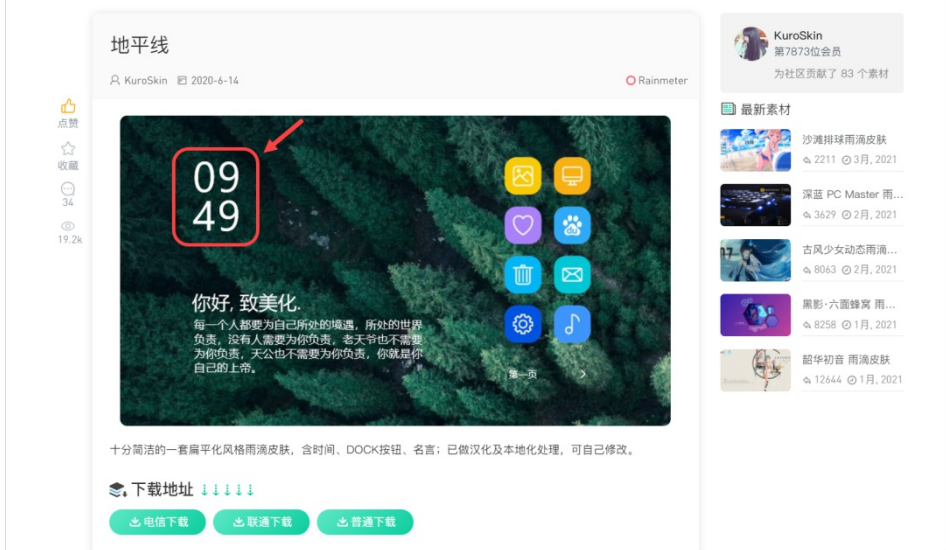 地平线
KuroSkin 2020-6-14
Rainmeter
点赞
收藏
34
19.2k
09
49
你好, 致美化.
每一个人都要为自己所处的境遇，所处的世界
负责，没有人需要为你负责，老天爷也不需要
为你负责，天公也不需要为你负责，你就是你
自己的上帝。
第一页
十分简洁的一套扁平化风格雨滴皮肤，含时间、DOCK按钮、名言；已做汉化及本地化处理，可自己修改。
下载地址 ↓↓↓↓↓
电信下载 联通下载 普通下载
KuroSkin
第7873位会员
为社区贡献了 83 个素材
最新素材
沙滩排球雨滴皮肤
2211 3月, 2021
深蓝 PC Master 雨...
3629 2月, 2021
古风少女动态雨滴...
8063 2月, 2021
黑影·六面蜂窝 雨...
8258 1月, 2021
韶华初音 雨滴皮肤
12644 1月, 2021